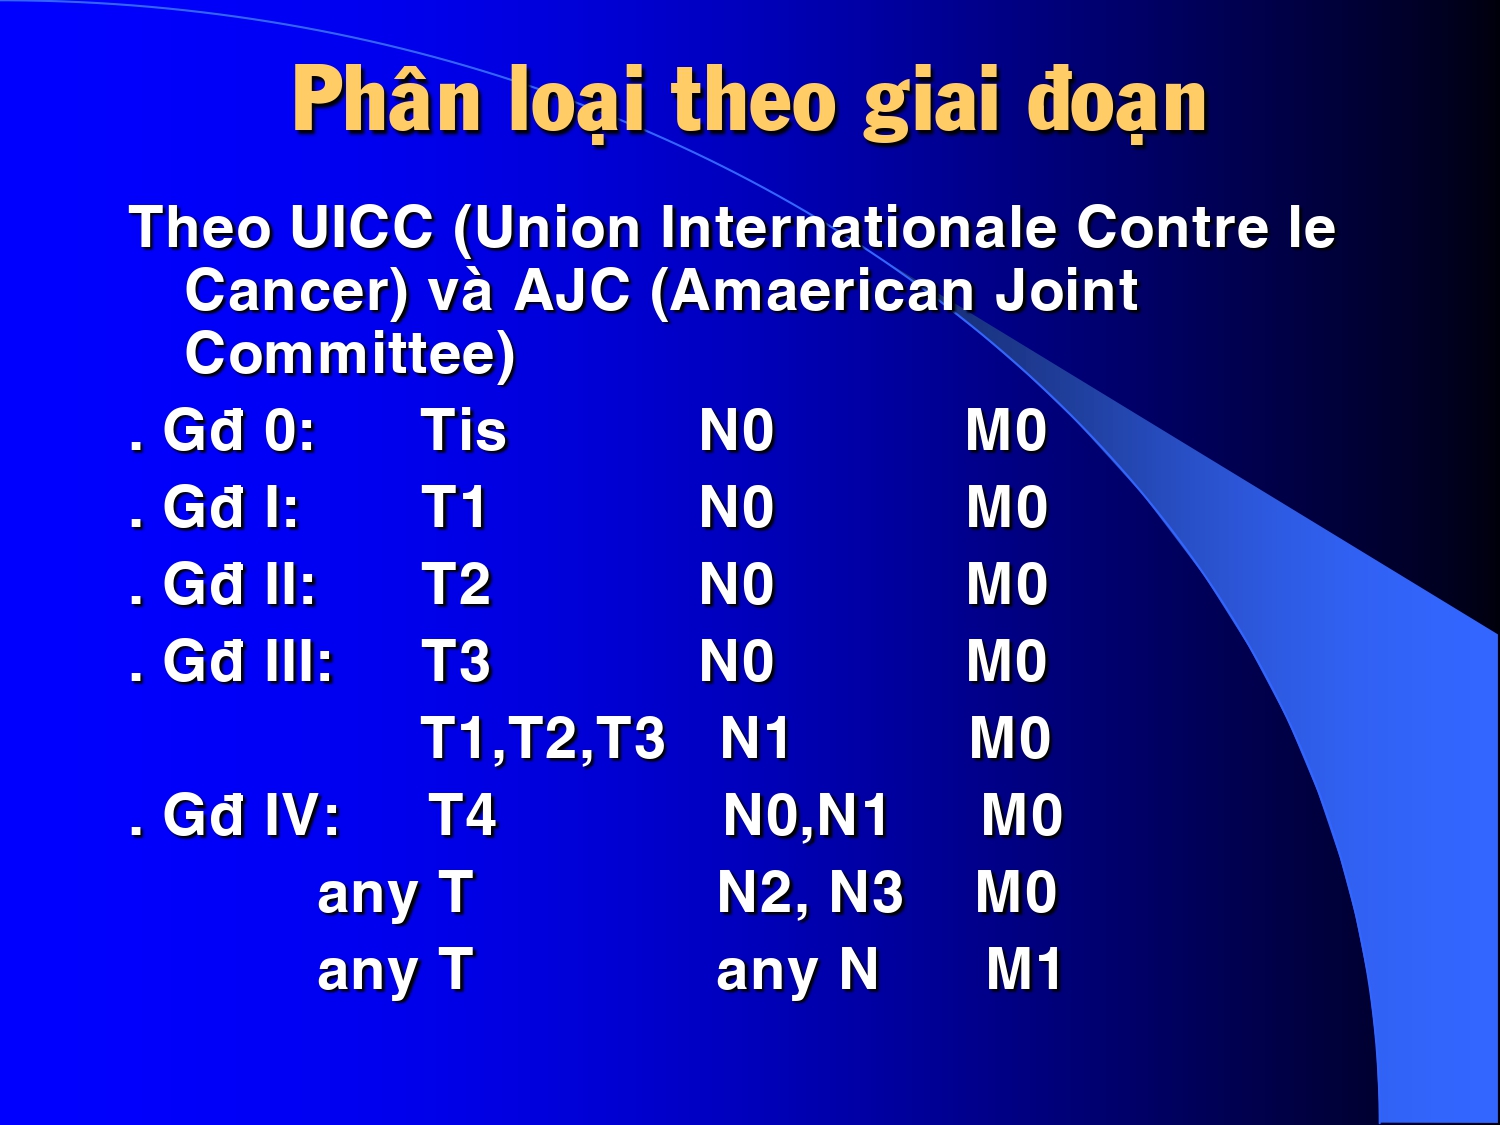 Phân loại theo giai đoạn
Theo UICC (Union Internationale Contre le
Cancer) và AJC (Amaerican Joint
Committee)
. Gđ 0: Tis N0 M0
. Gđ I: T1 N0 M0
. Gđ II: T2 N0 M0
. Gđ III: T3 N0 M0
T1,T2,T3 N1 M0
. Gđ IV: T4 N0,N1 M0
any T N2, N3 M0
any T any N M1